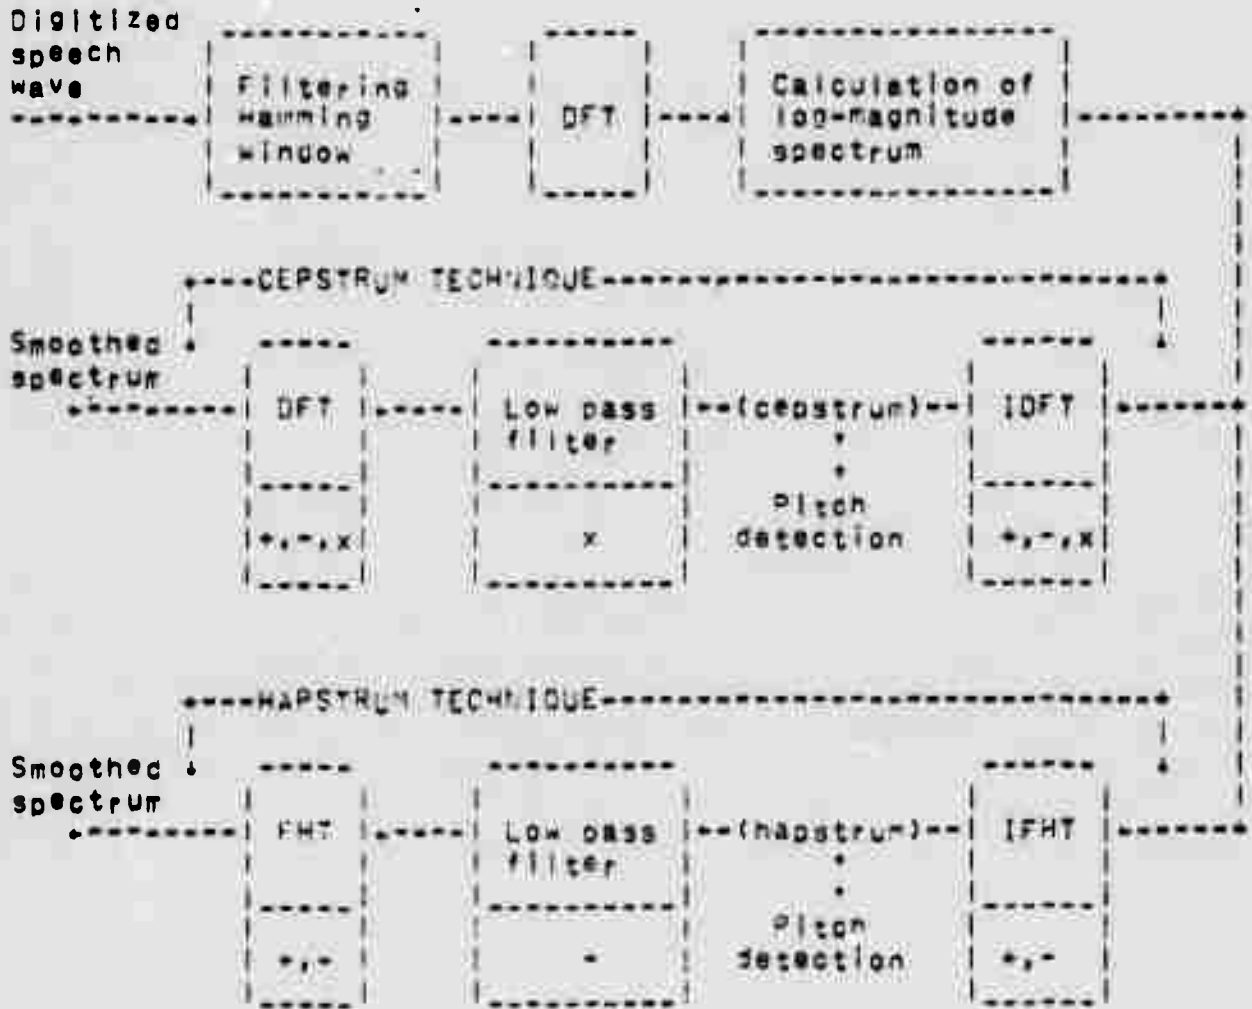 Digitized
speech
wave
Filtering
Hamming
window
DFT
Calculation of
log-magnitude
spectrum
CEPSTRUM TECHNIQUE
Smoothed
spectrum
DFT
Low pass
filter
(cepstrum)
IDFT
Pitch
detection
+,-,x
x
+,-,x
HAPSTRUM TECHNIQUE
Smoothed
spectrum
FHT
Low pass
filter
(hapstrum)
IFHT
Pitch
detection
+,-
-
+,-